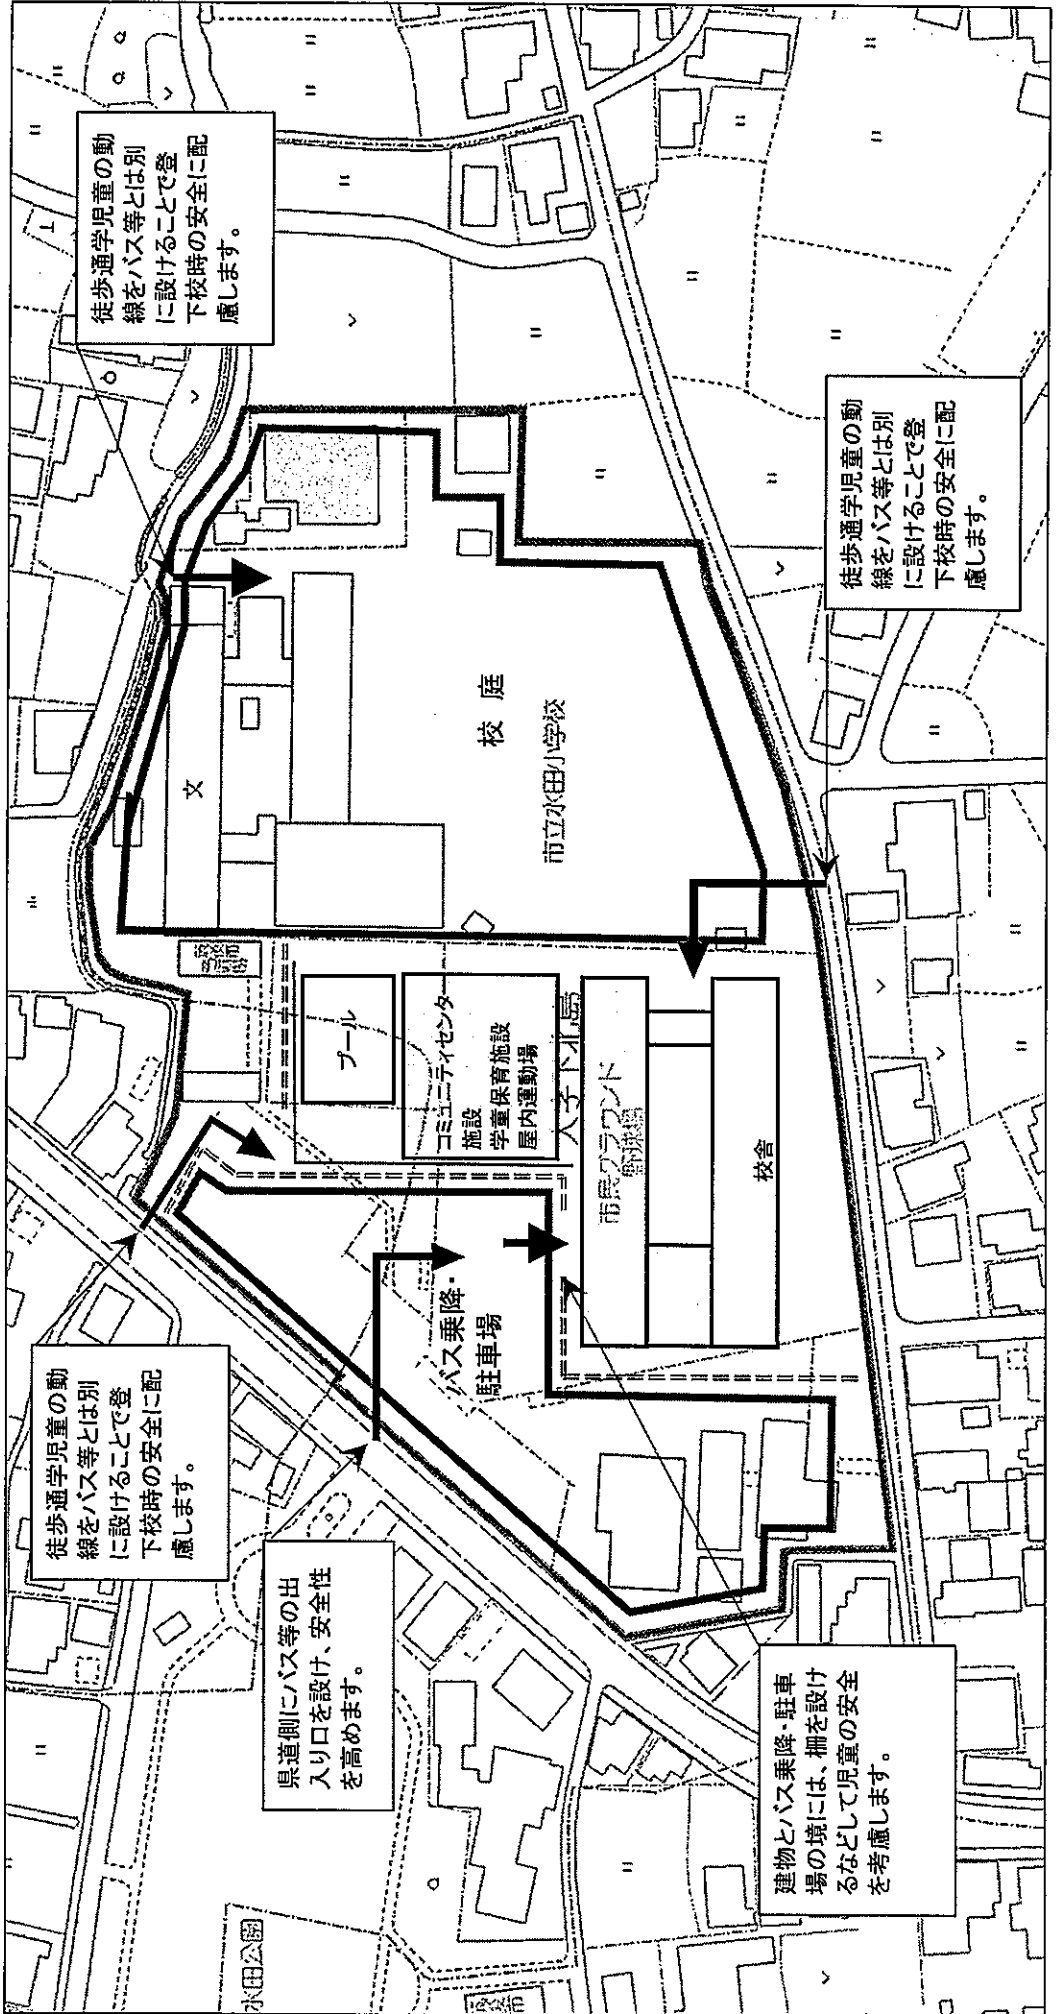 徒歩通学児童の動
線をバス等とは別
に設けることで登
下校時の安全に配
慮します。
県道側にバス等の出
入り口を設け、安全性
を高めます。
徒歩通学児童の動
線をバス等とは別
に設けることで登
下校時の安全に配
慮します。
水田公園
バス乗降・
駐車場
プール
コミュニティセンター
施設
学童保育施設
屋内運動場
市民グラウンド
野球場
校舎
文
校庭
市立水田小学校
建物とバス乗降・駐車
場の境には、柵を設け
るなどして児童の安全
を考慮します。
徒歩通学児童の動
線をバス等とは別
に設けることで登
下校時の安全に配
慮します。